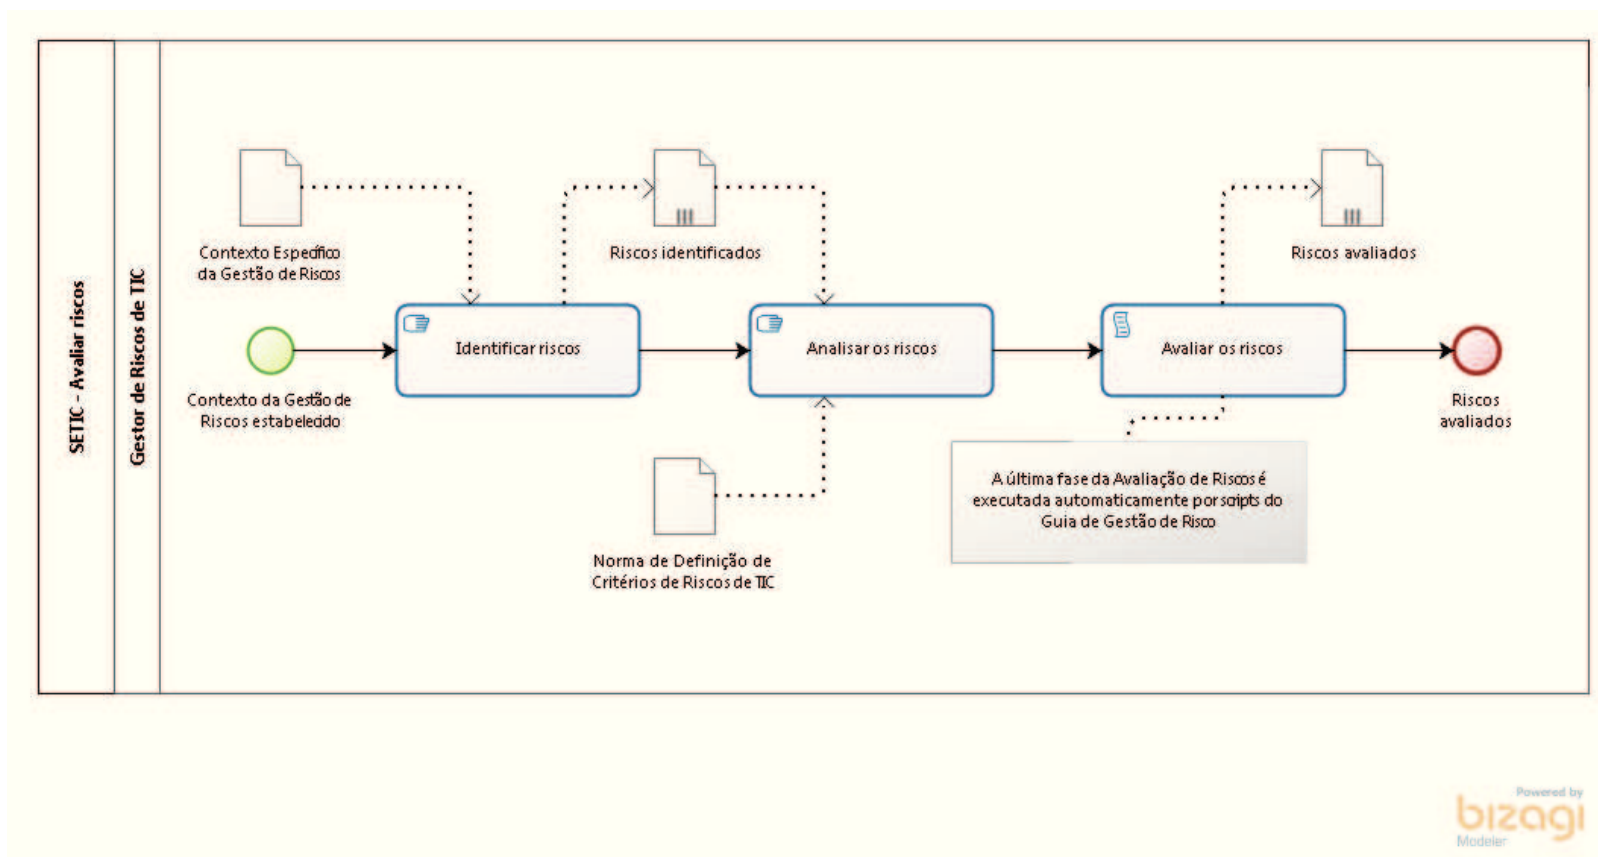 SETIC - Avaliar riscos
Gestor de Riscos de TIC
Contexto Específico
da Gestão de Riscos
Riscos identificados
Riscos avaliados
Identificar riscos
Analisar os riscos
Avaliar os riscos
Contexto da Gestão de
Riscos estabelecido
Riscos
avaliados
A última fase da Avaliação de Riscos é
executada automaticamente por scripts do
Guia de Gestão de Risco
Norma de Definição de
Critérios de Riscos de TIC
Powered by
bizagi
Modeler